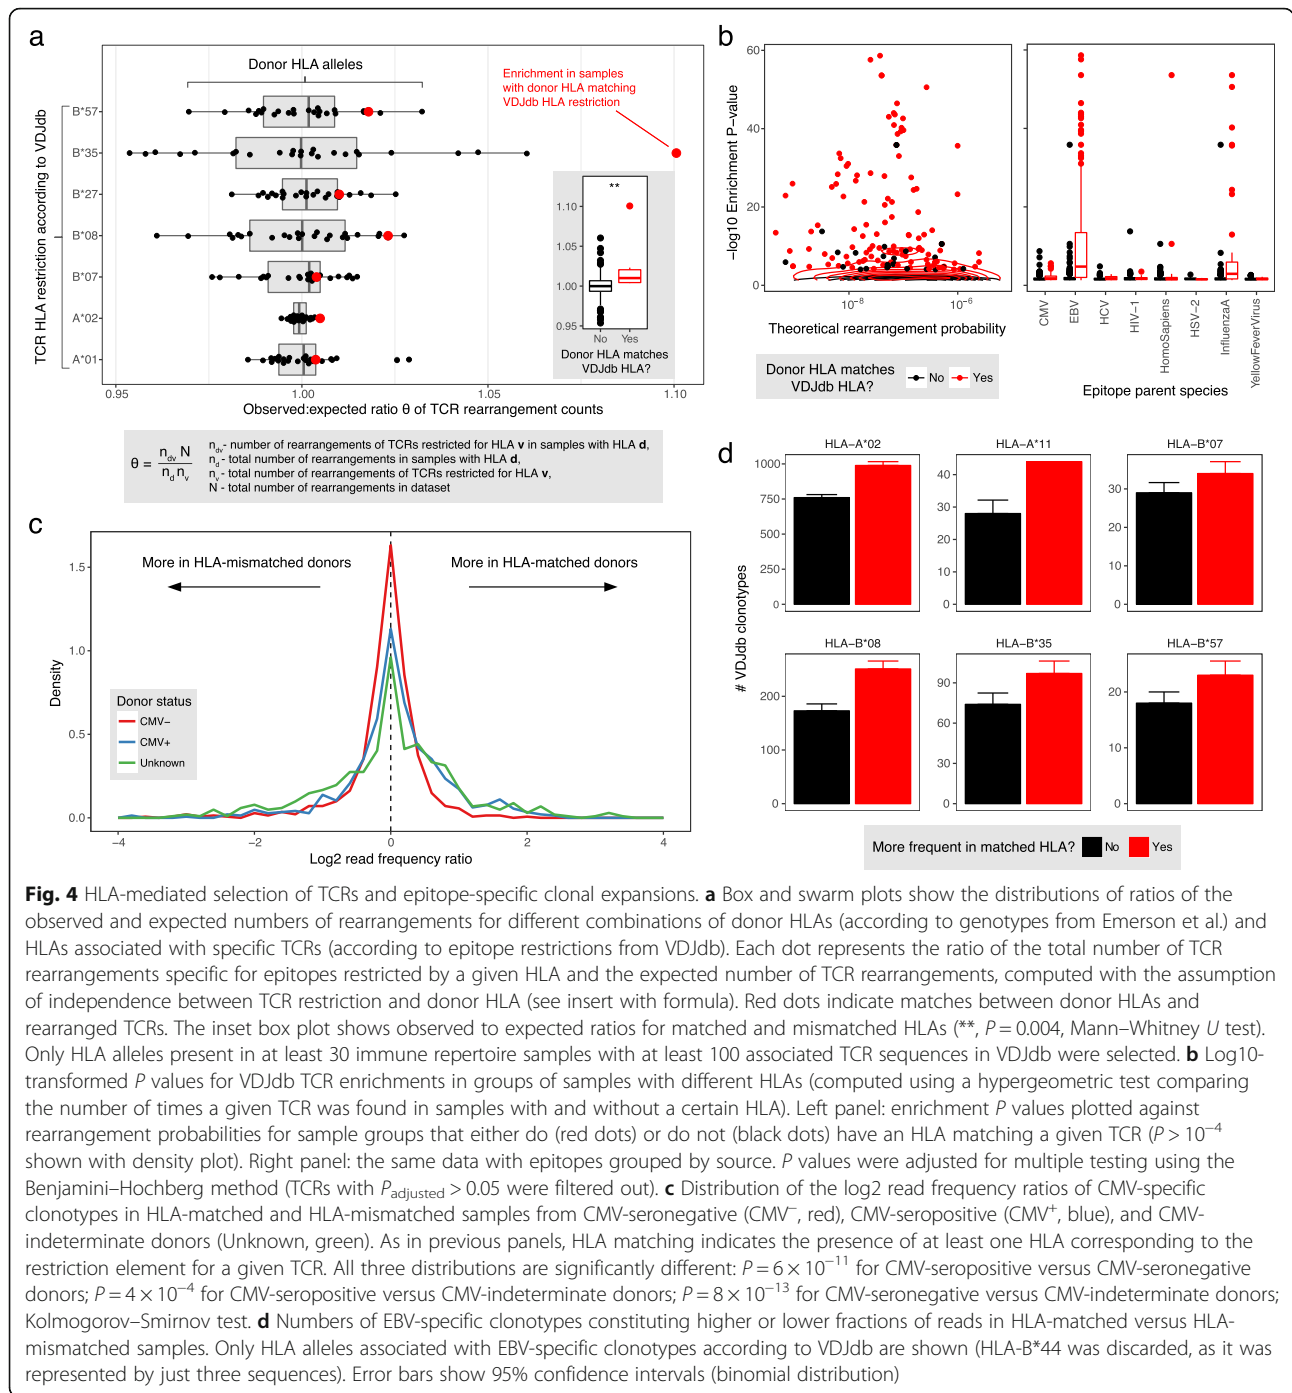 a
Donor HLA alleles
Enrichment in samples
with donor HLA matching
VDJdb HLA restriction
TCR HLA restriction according to VDJdb
B*57
B*35
B*27
B*08
B*07
A*02
A*01
**
1.10
1.05
1.00
0.95
No
Yes
Donor HLA matches
VDJdb HLA?
0.95
1.00
1.05
1.10
Observed:expected ratio θ of TCR rearrangement counts
θ = n_dv N / n_d n_v
n_dv - number of rearrangements of TCRs restricted for HLA v in samples with HLA d,
n_d - total number of rearrangements in samples with HLA d,
n_v - total number of rearrangements of TCRs restricted for HLA v,
N - total number of rearrangements in dataset
b
−log10 Enrichment P−value
60
40
20
0
10⁻⁸
10⁻⁶
Theoretical rearrangement probability
CMV
EBV
HCV
HIV−1
HomoSapiens
HSV−2
InfluenzaA
YellowFeverVirus
Epitope parent species
Donor HLA matches
VDJdb HLA?
No
Yes
c
More in HLA-mismatched donors
More in HLA-matched donors
Density
1.5
1.0
0.5
0.0
Donor status
CMV−
CMV+
Unknown
−4
−2
0
2
4
Log2 read frequency ratio
d
# VDJdb clonotypes
HLA−A*02
1000
750
500
250
0
HLA−A*11
40
30
20
10
0
HLA−B*07
30
20
10
0
HLA−B*08
200
100
0
HLA−B*35
90
60
30
0
HLA−B*57
20
10
0
More frequent in matched HLA?
No
Yes
Fig. 4 HLA-mediated selection of TCRs and epitope-specific clonal expansions. a Box and swarm plots show the distributions of ratios of the
observed and expected numbers of rearrangements for different combinations of donor HLAs (according to genotypes from Emerson et al.) and
HLAs associated with specific TCRs (according to epitope restrictions from VDJdb). Each dot represents the ratio of the total number of TCR
rearrangements specific for epitopes restricted by a given HLA and the expected number of TCR rearrangements, computed with the assumption
of independence between TCR restriction and donor HLA (see insert with formula). Red dots indicate matches between donor HLAs and
rearranged TCRs. The inset box plot shows observed to expected ratios for matched and mismatched HLAs (**, P = 0.004, Mann–Whitney U test).
Only HLA alleles present in at least 30 immune repertoire samples with at least 100 associated TCR sequences in VDJdb were selected. b Log10-
transformed P values for VDJdb TCR enrichments in groups of samples with different HLAs (computed using a hypergeometric test comparing
the number of times a given TCR was found in samples with and without a certain HLA). Left panel: enrichment P values plotted against
rearrangement probabilities for sample groups that either do (red dots) or do not (black dots) have an HLA matching a given TCR (P > 10⁻⁴
shown with density plot). Right panel: the same data with epitopes grouped by source. P values were adjusted for multiple testing using the
Benjamini–Hochberg method (TCRs with P_adjusted > 0.05 were filtered out). c Distribution of the log2 read frequency ratios of CMV-specific
clonotypes in HLA-matched and HLA-mismatched samples from CMV-seronegative (CMV⁻, red), CMV-seropositive (CMV⁺, blue), and CMV-
indeterminate donors (Unknown, green). As in previous panels, HLA matching indicates the presence of at least one HLA corresponding to the
restriction element for a given TCR. All three distributions are significantly different: P = 6 × 10⁻¹¹ for CMV-seropositive versus CMV-seronegative
donors; P = 4 × 10⁻⁴ for CMV-seropositive versus CMV-indeterminate donors; P = 8 × 10⁻¹³ for CMV-seronegative versus CMV-indeterminate donors;
Kolmogorov–Smirnov test. d Numbers of EBV-specific clonotypes constituting higher or lower fractions of reads in HLA-matched versus HLA-
mismatched samples. Only HLA alleles associated with EBV-specific clonotypes according to VDJdb are shown (HLA-B*44 was discarded, as it was
represented by just three sequences). Error bars show 95% confidence intervals (binomial distribution)